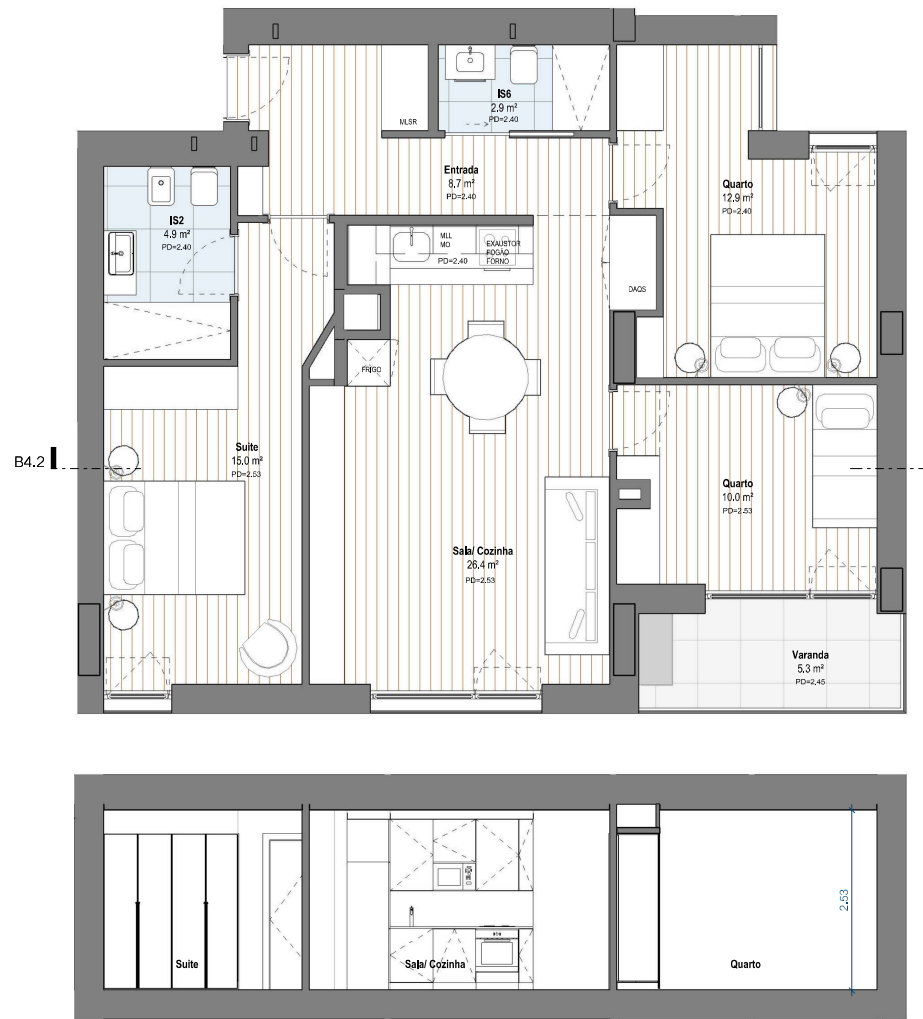 MLSR
IS6
2.9 m²
PD=2.40
Entrada
8.7 m²
PD=2.40
Quarto
12.9 m²
PD=2.40
IS2
4.9 m²
PD=2.40
MLL
MO
PD=2.40
EXAUSTOR
FOGÃO
FORNO
DAQS
FRIGO
B4.2
Suite
15.0 m²
PD=2.53
Quarto
10.0 m²
PD=2.53
Sala/ Cozinha
26.4 m²
PD=2.53
Varanda
5.3 m²
PD=2.45
2.53
Suite
Sala/ Cozinha
Quarto